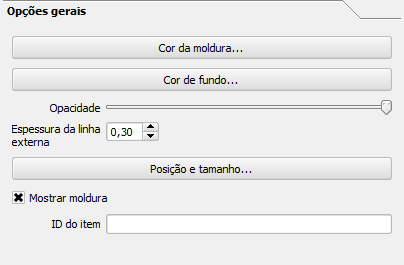 Opções gerais
Cor da moldura...
Cor de fundo...
Opacidade
Espessura da linha
externa
0,30
Posição e tamanho...
Mostrar moldura
ID do item